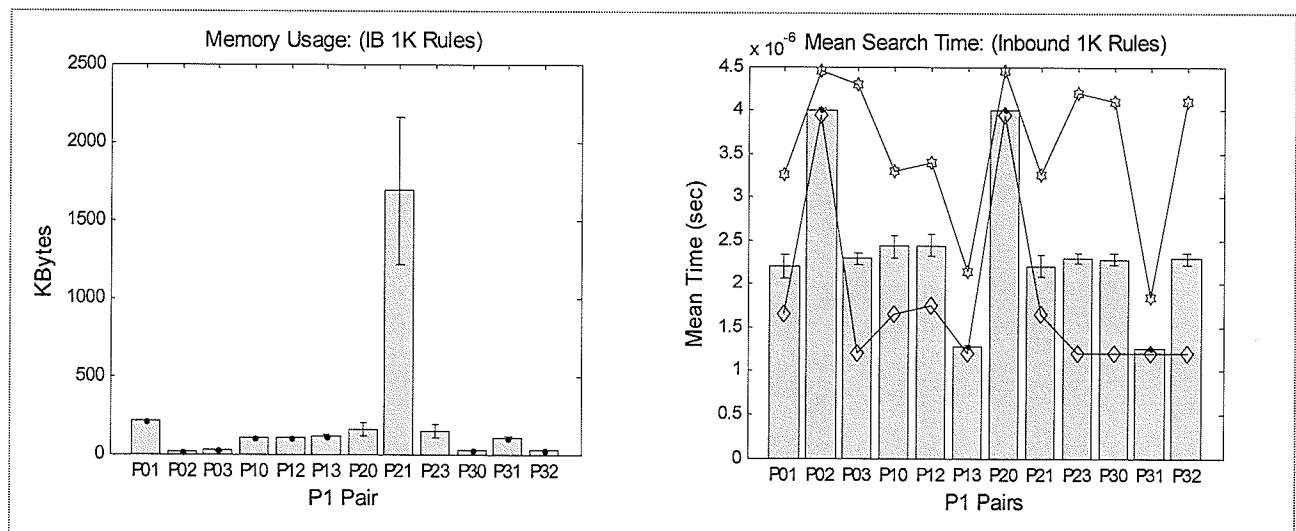 Memory Usage: (IB 1K Rules)
2500
2000
1500
1000
500
0
KBytes
P01 P02 P03 P10 P12 P13 P20 P21 P23 P30 P31 P32
P1 Pair
x 10⁻⁶ Mean Search Time: (Inbound 1K Rules)
4.5
4
3.5
3
2.5
2
1.5
1
0.5
0
Mean Time (sec)
P01 P02 P03 P10 P12 P13 P20 P21 P23 P30 P31 P32
P1 Pairs